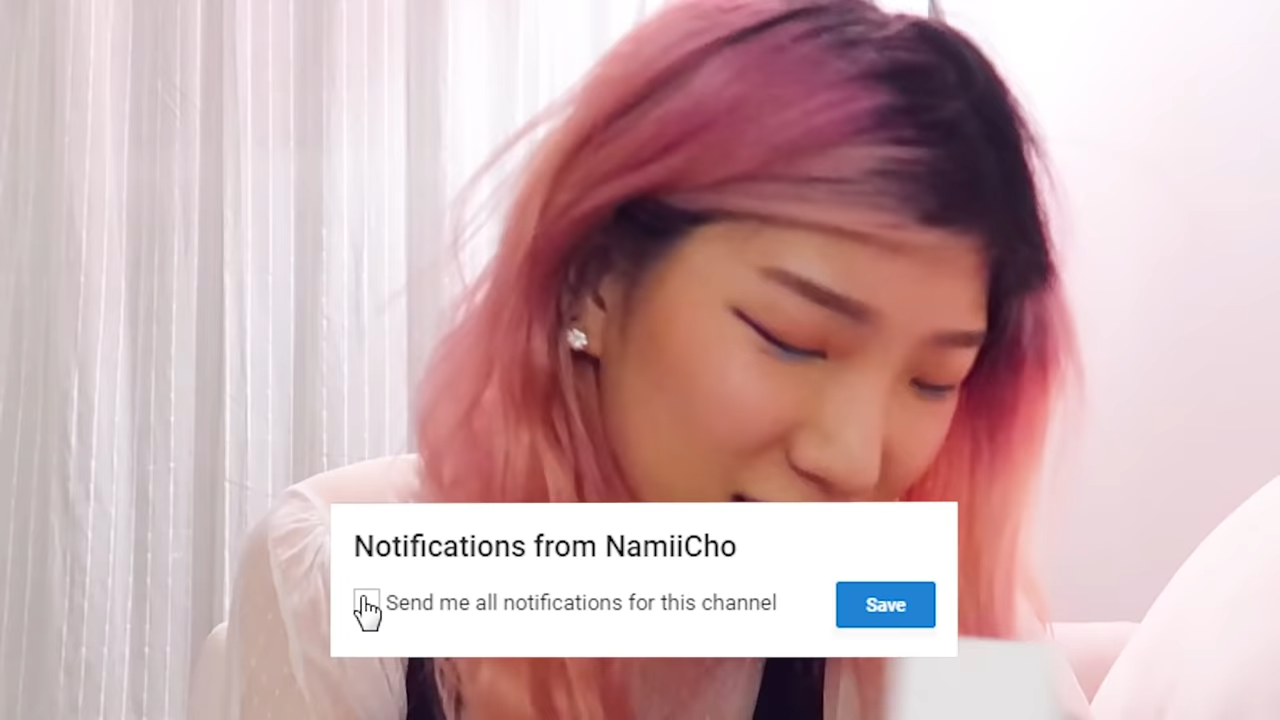 Notifications from NamiiCho
Send me all notifications for this channel
Save